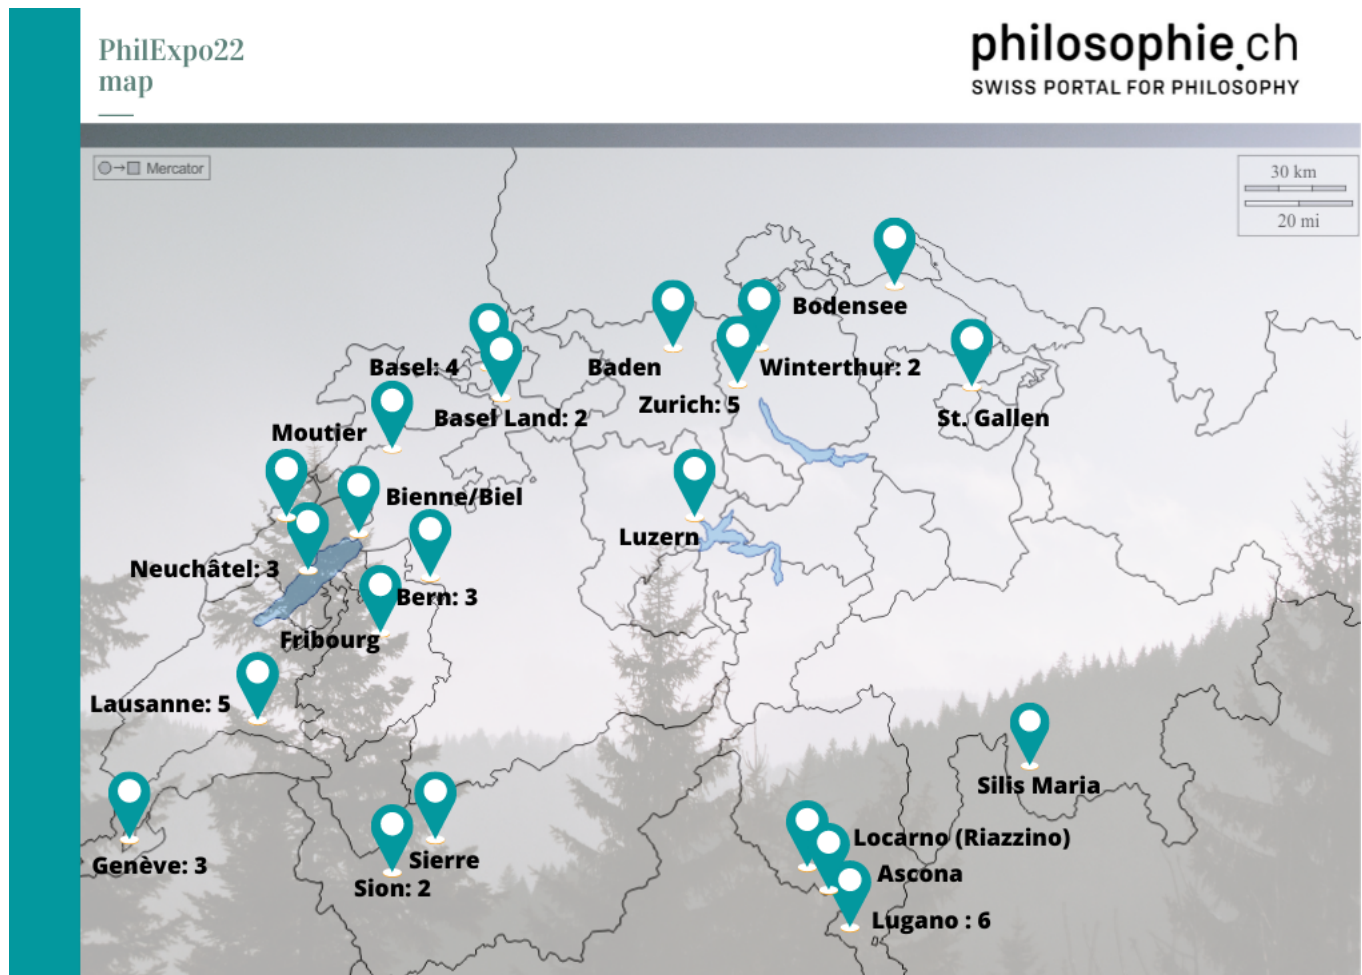 PhilExpo22
map
philosophie.ch
SWISS PORTAL FOR PHILOSOPHY
Mercator
30 km
20 mi
Bodensee
Basel: 4
Baden
Winterthur: 2
Zurich: 5
Basel Land: 2
St. Gallen
Moutier
Bienne/Biel
Luzern
Neuchâtel: 3
Bern: 3
Fribourg
Lausanne: 5
Silis Maria
Locarno (Riazzino)
Genève: 3
Sierre
Ascona
Sion: 2
Lugano : 6